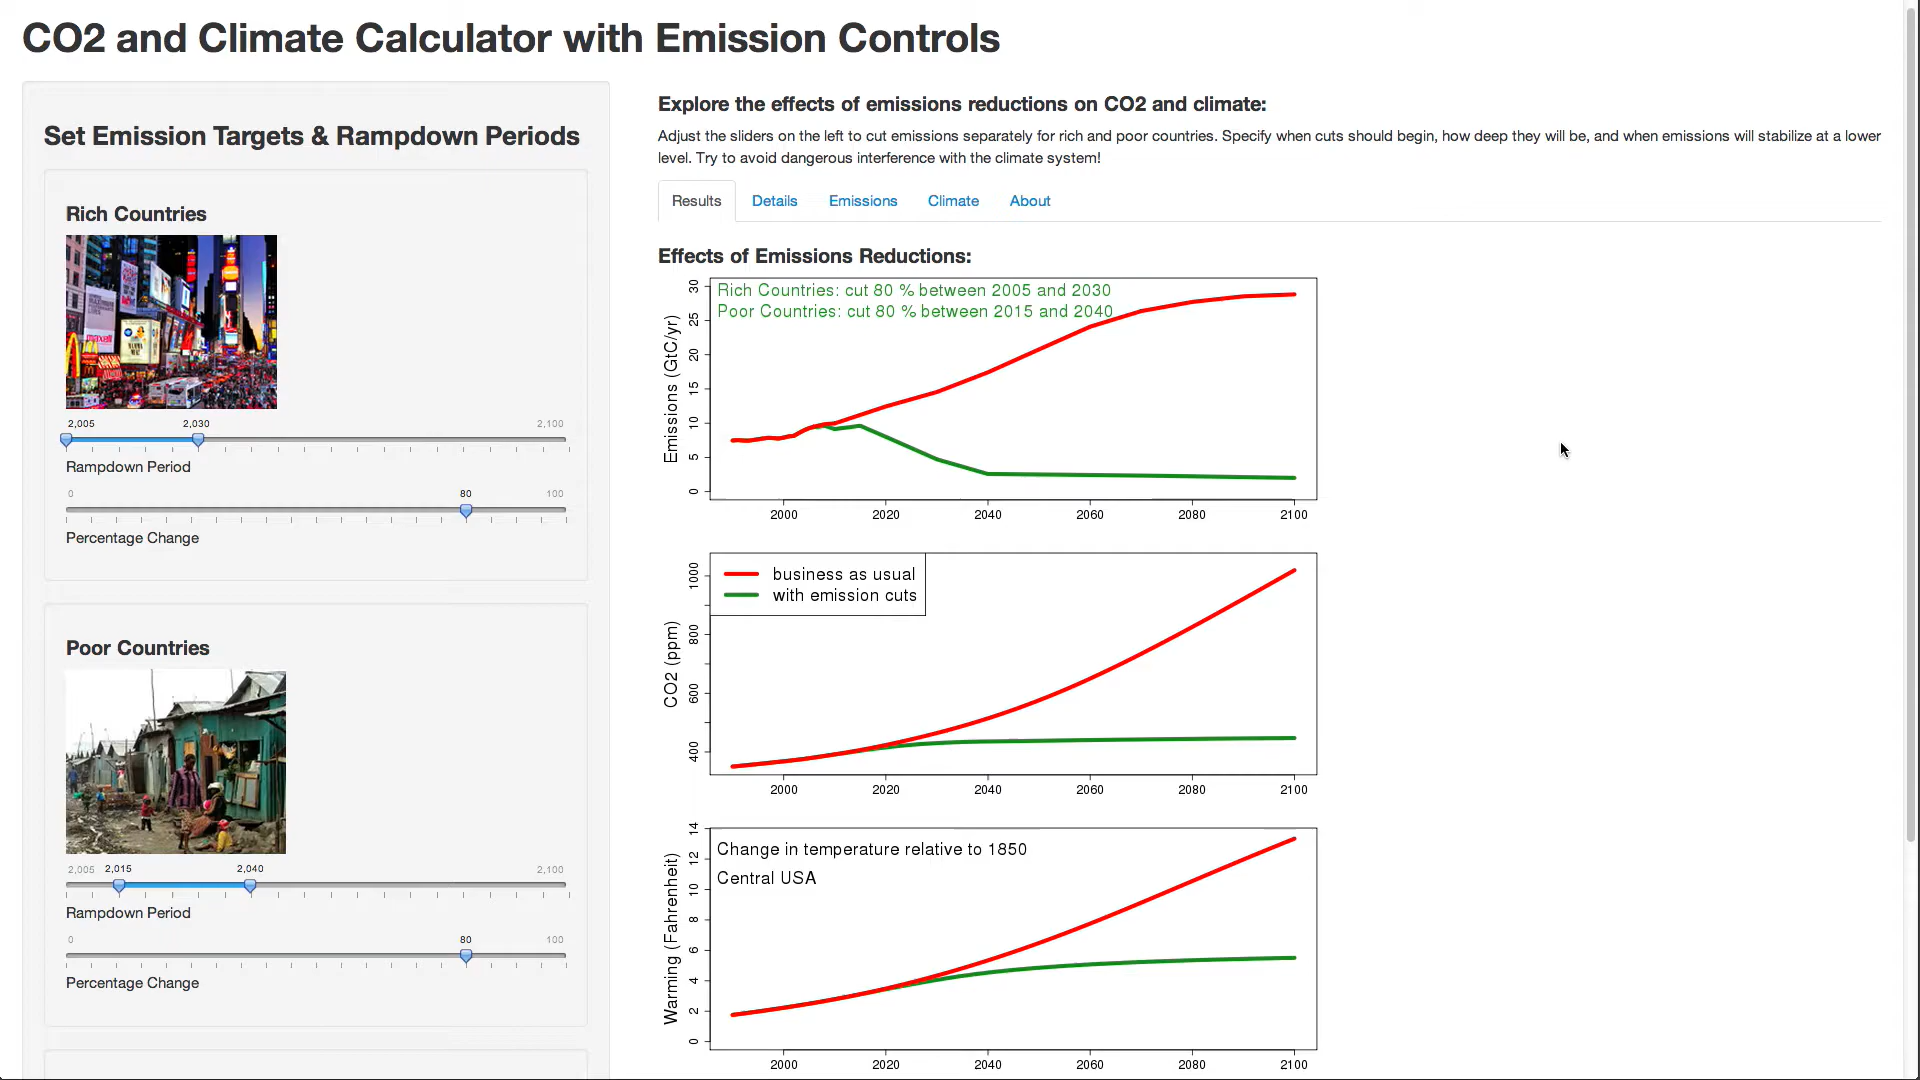 CO2 and Climate Calculator with Emission Controls
Set Emission Targets & Rampdown Periods
Rich Countries
2,005 2,030 2,100
Rampdown Period
0 80 100
Percentage Change
Poor Countries
2,005 2,015 2,040 2,100
Rampdown Period
0 80 100
Percentage Change
Explore the effects of emissions reductions on CO2 and climate:
Adjust the sliders on the left to cut emissions separately for rich and poor countries. Specify when cuts should begin, how deep they will be, and when emissions will stabilize at a lower
level. Try to avoid dangerous interference with the climate system!
Results Details Emissions Climate About
Effects of Emissions Reductions:
Rich Countries: cut 80 % between 2005 and 2030
Poor Countries: cut 80 % between 2015 and 2040
Emissions (GtC/yr)
30
25
20
15
10
5
0
2000 2020 2040 2060 2080 2100
business as usual
with emission cuts
CO2 (ppm)
1000
800
600
400
2000 2020 2040 2060 2080 2100
Change in temperature relative to 1850
Central USA
Warming (Fahrenheit)
14
12
10
8
6
4
2
0
2000 2020 2040 2060 2080 2100